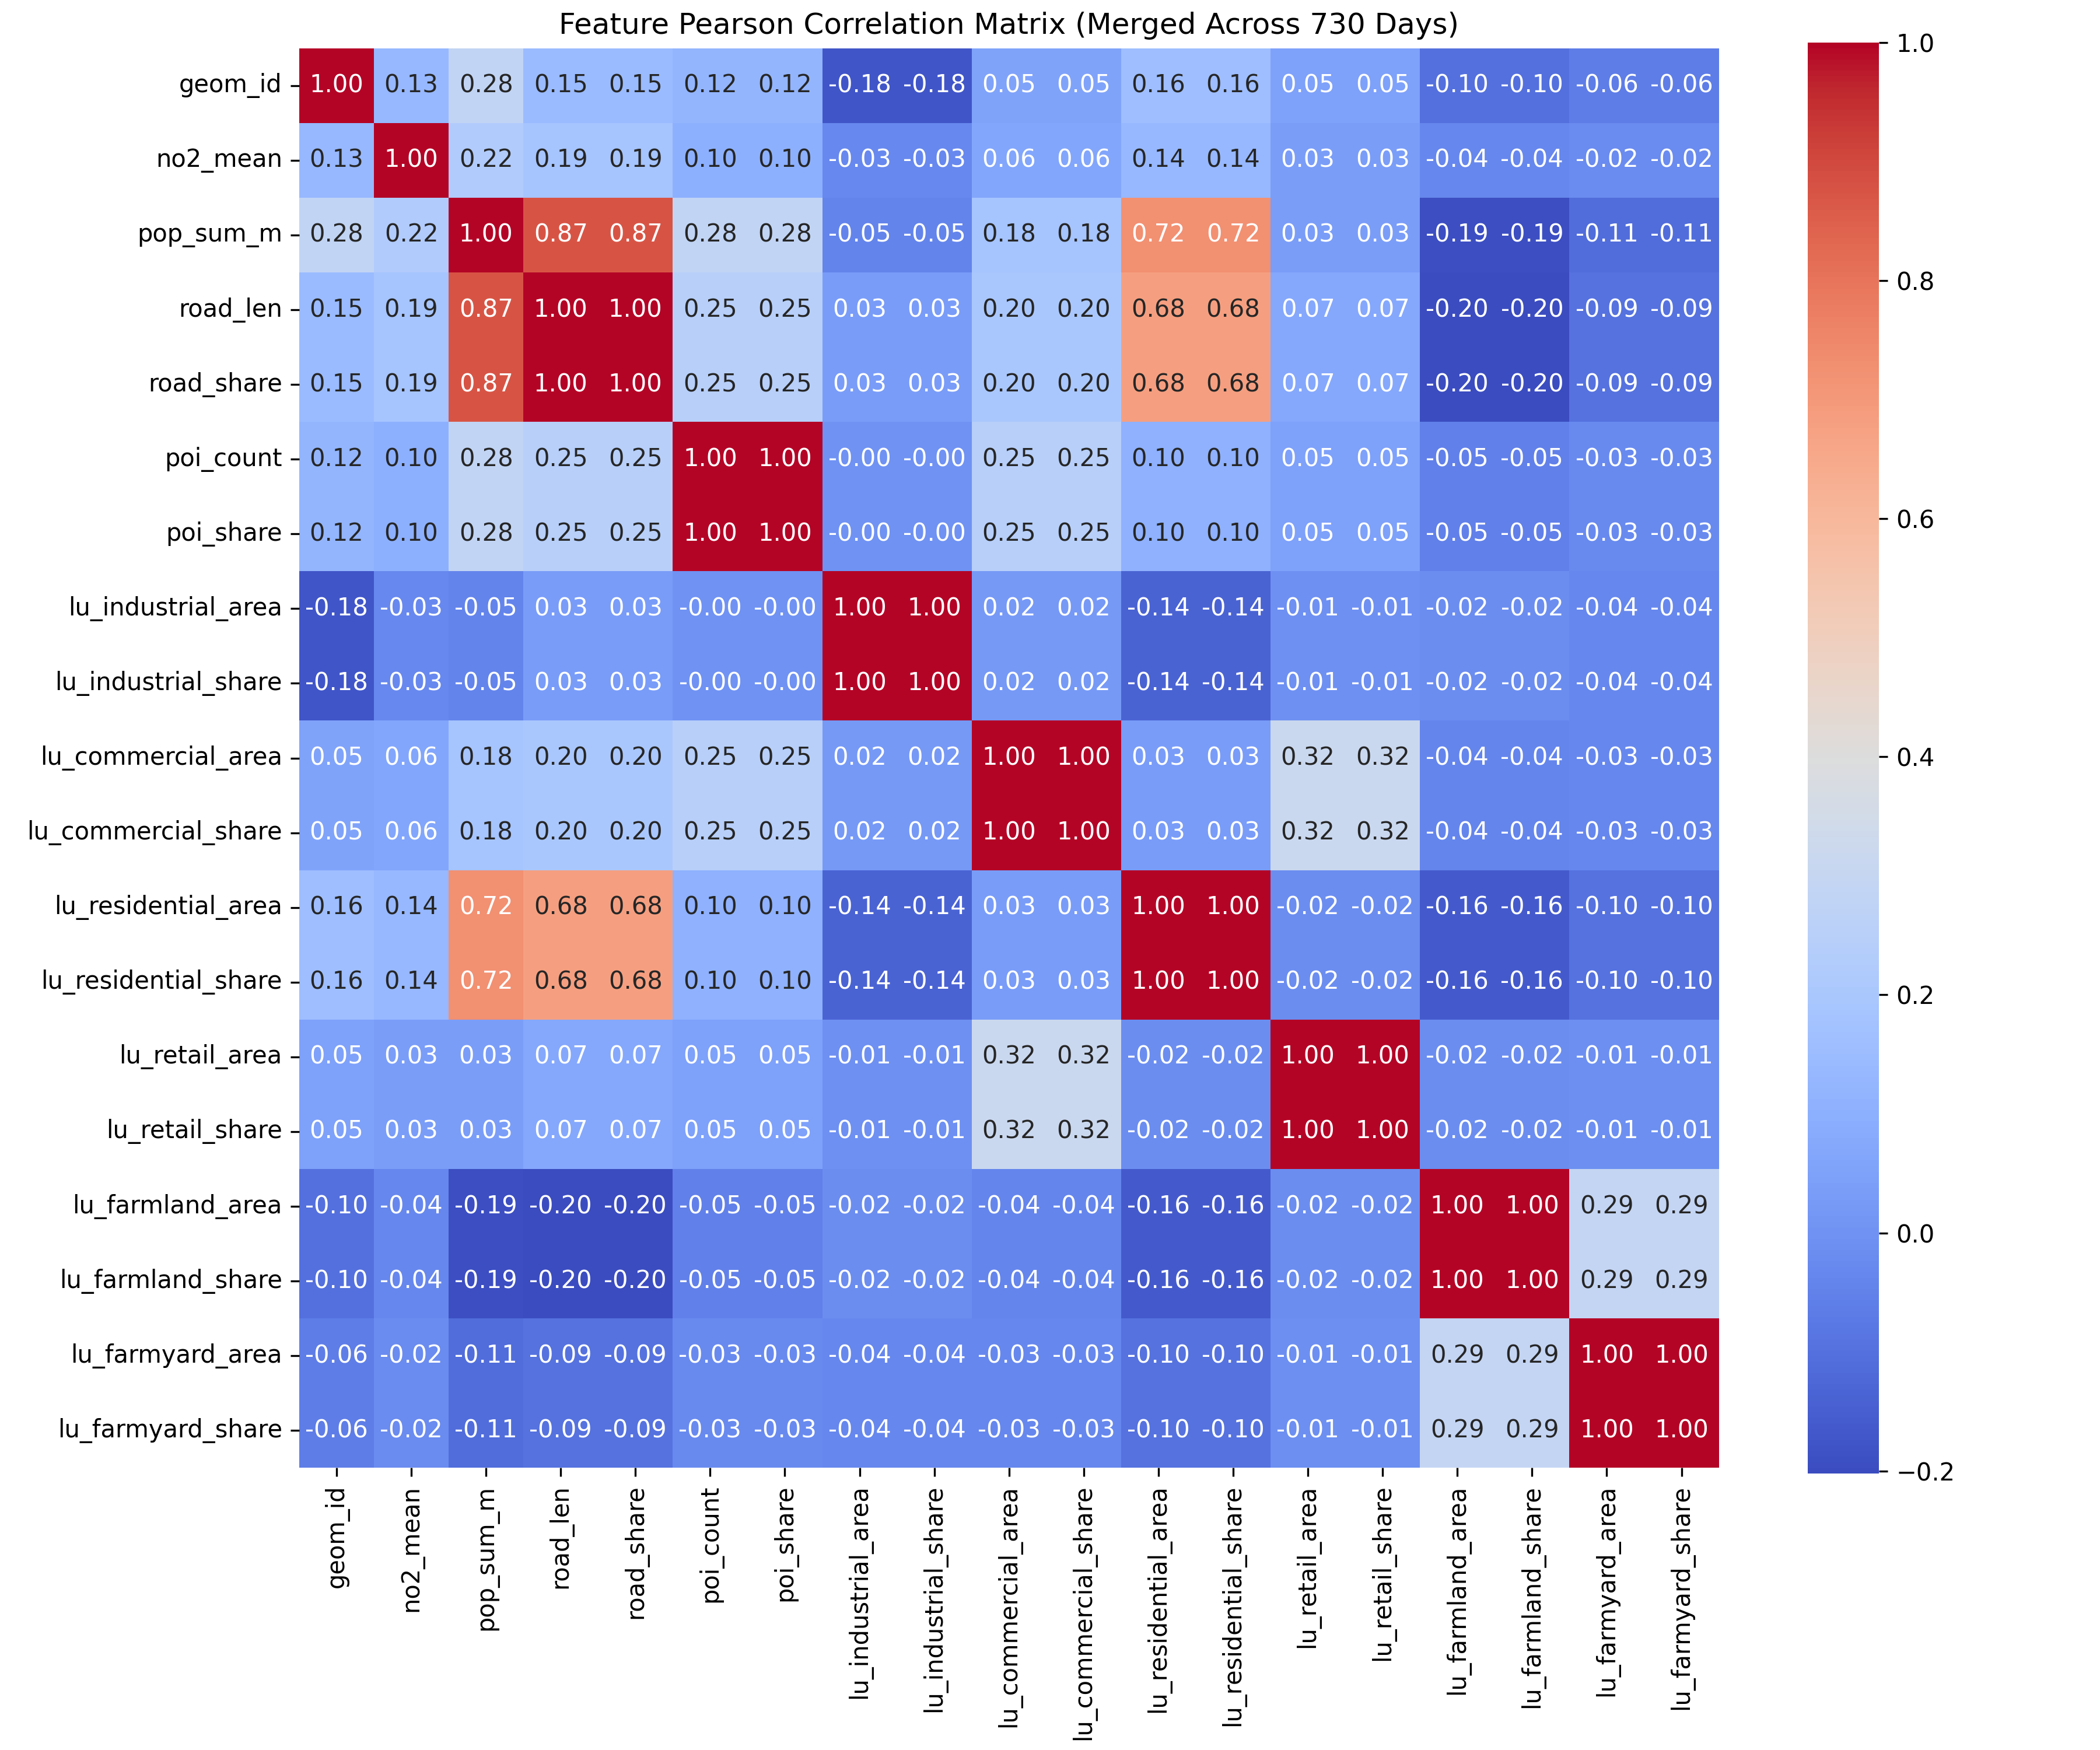 Feature Pearson Correlation Matrix (Merged Across 730 Days)
geom_id 1.00 0.13 0.28 0.15 0.15 0.12 0.12 -0.18 -0.18 0.05 0.05 0.16 0.16 0.05 0.05 -0.10 -0.10 -0.06 -0.06
no2_mean 0.13 1.00 0.22 0.19 0.19 0.10 0.10 -0.03 -0.03 0.06 0.06 0.14 0.14 0.03 0.03 -0.04 -0.04 -0.02 -0.02
pop_sum_m 0.28 0.22 1.00 0.87 0.87 0.28 0.28 -0.05 -0.05 0.18 0.18 0.72 0.72 0.03 0.03 -0.19 -0.19 -0.11 -0.11
road_len 0.15 0.19 0.87 1.00 1.00 0.25 0.25 0.03 0.03 0.20 0.20 0.68 0.68 0.07 0.07 -0.20 -0.20 -0.09 -0.09
road_share 0.15 0.19 0.87 1.00 1.00 0.25 0.25 0.03 0.03 0.20 0.20 0.68 0.68 0.07 0.07 -0.20 -0.20 -0.09 -0.09
poi_count 0.12 0.10 0.28 0.25 0.25 1.00 1.00 -0.00 -0.00 0.25 0.25 0.10 0.10 0.05 0.05 -0.05 -0.05 -0.03 -0.03
poi_share 0.12 0.10 0.28 0.25 0.25 1.00 1.00 -0.00 -0.00 0.25 0.25 0.10 0.10 0.05 0.05 -0.05 -0.05 -0.03 -0.03
lu_industrial_area -0.18 -0.03 -0.05 0.03 0.03 -0.00 -0.00 1.00 1.00 0.02 0.02 -0.14 -0.14 -0.01 -0.01 -0.02 -0.02 -0.04 -0.04
lu_industrial_share -0.18 -0.03 -0.05 0.03 0.03 -0.00 -0.00 1.00 1.00 0.02 0.02 -0.14 -0.14 -0.01 -0.01 -0.02 -0.02 -0.04 -0.04
lu_commercial_area 0.05 0.06 0.18 0.20 0.20 0.25 0.25 0.02 0.02 1.00 1.00 0.03 0.03 0.32 0.32 -0.04 -0.04 -0.03 -0.03
lu_commercial_share 0.05 0.06 0.18 0.20 0.20 0.25 0.25 0.02 0.02 1.00 1.00 0.03 0.03 0.32 0.32 -0.04 -0.04 -0.03 -0.03
lu_residential_area 0.16 0.14 0.72 0.68 0.68 0.10 0.10 -0.14 -0.14 0.03 0.03 1.00 1.00 -0.02 -0.02 -0.16 -0.16 -0.10 -0.10
lu_residential_share 0.16 0.14 0.72 0.68 0.68 0.10 0.10 -0.14 -0.14 0.03 0.03 1.00 1.00 -0.02 -0.02 -0.16 -0.16 -0.10 -0.10
lu_retail_area 0.05 0.03 0.03 0.07 0.07 0.05 0.05 -0.01 -0.01 0.32 0.32 -0.02 -0.02 1.00 1.00 -0.02 -0.02 -0.01 -0.01
lu_retail_share 0.05 0.03 0.03 0.07 0.07 0.05 0.05 -0.01 -0.01 0.32 0.32 -0.02 -0.02 1.00 1.00 -0.02 -0.02 -0.01 -0.01
lu_farmland_area -0.10 -0.04 -0.19 -0.20 -0.20 -0.05 -0.05 -0.02 -0.02 -0.04 -0.04 -0.16 -0.16 -0.02 -0.02 1.00 1.00 0.29 0.29
lu_farmland_share -0.10 -0.04 -0.19 -0.20 -0.20 -0.05 -0.05 -0.02 -0.02 -0.04 -0.04 -0.16 -0.16 -0.02 -0.02 1.00 1.00 0.29 0.29
lu_farmyard_area -0.06 -0.02 -0.11 -0.09 -0.09 -0.03 -0.03 -0.04 -0.04 -0.03 -0.03 -0.10 -0.10 -0.01 -0.01 0.29 0.29 1.00 1.00
lu_farmyard_share -0.06 -0.02 -0.11 -0.09 -0.09 -0.03 -0.03 -0.04 -0.04 -0.03 -0.03 -0.10 -0.10 -0.01 -0.01 0.29 0.29 1.00 1.00
geom_id
no2_mean
pop_sum_m
road_len
road_share
poi_count
poi_share
lu_industrial_area
lu_industrial_share
lu_commercial_area
lu_commercial_share
lu_residential_area
lu_residential_share
lu_retail_area
lu_retail_share
lu_farmland_area
lu_farmland_share
lu_farmyard_area
lu_farmyard_share
1.0
0.8
0.6
0.4
0.2
0.0
−0.2